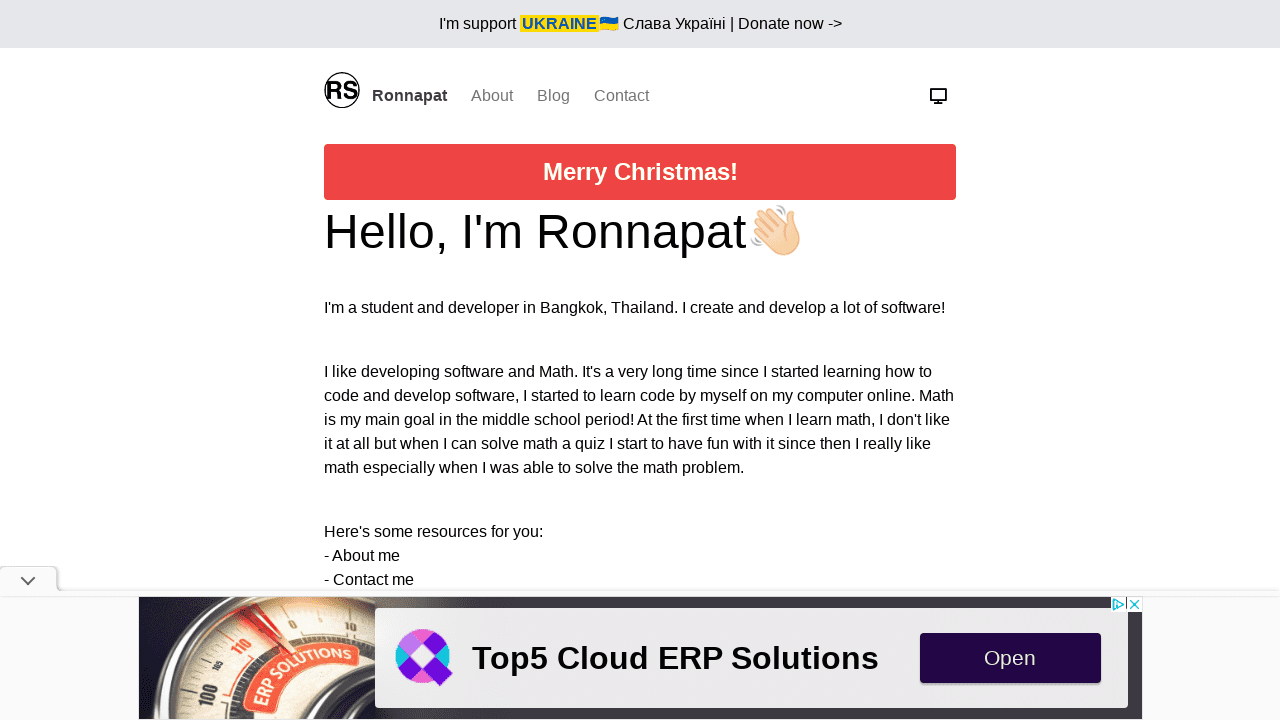 I'm support UKRAINE🇺🇦 Слава Україні | Donate now ->
RS Ronnapat About Blog Contact
Merry Christmas!
Hello, I'm Ronnapat👋🏻
I'm a student and developer in Bangkok, Thailand. I create and develop a lot of software!
I like developing software and Math. It's a very long time since I started learning how to
code and develop software, I started to learn code by myself on my computer online. Math
is my main goal in the middle school period! At the first time when I learn math, I don't like
it at all but when I can solve math a quiz I start to have fun with it since then I really like
math especially when I was able to solve the math problem.
Here's some resources for you:
- About me
- Contact me
ERP SOLUTIONS
110
0
10
100
110
Top5 Cloud ERP Solutions
Open